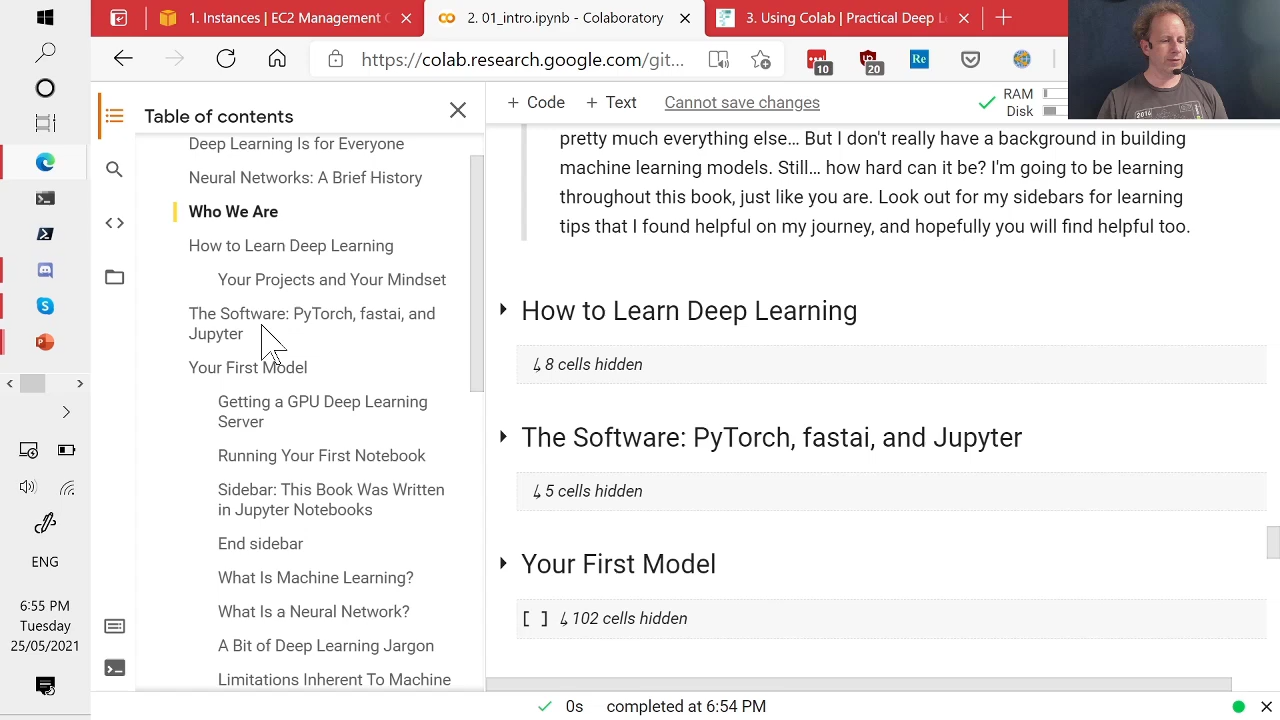 1. Instances | EC2 Management C
2. 01_intro.ipynb - Colaboratory
3. Using Colab | Practical Deep L
https://colab.research.google.com/git...
10
20
Re
Table of contents
+ Code + Text Cannot save changes
RAM
Disk
Deep Learning Is for Everyone
Neural Networks: A Brief History
Who We Are
How to Learn Deep Learning
Your Projects and Your Mindset
The Software: PyTorch, fastai, and
Jupyter
Your First Model
Getting a GPU Deep Learning
Server
Running Your First Notebook
Sidebar: This Book Was Written
in Jupyter Notebooks
End sidebar
What Is Machine Learning?
What Is a Neural Network?
A Bit of Deep Learning Jargon
Limitations Inherent To Machine
pretty much everything else… But I don't really have a background in building
machine learning models. Still… how hard can it be? I'm going to be learning
throughout this book, just like you are. Look out for my sidebars for learning
tips that I found helpful on my journey, and hopefully you will find helpful too.
How to Learn Deep Learning
↳ 8 cells hidden
The Software: PyTorch, fastai, and Jupyter
↳ 5 cells hidden
Your First Model
[ ] ↳ 102 cells hidden
0s completed at 6:54 PM
ENG
6:55 PM
Tuesday
25/05/2021